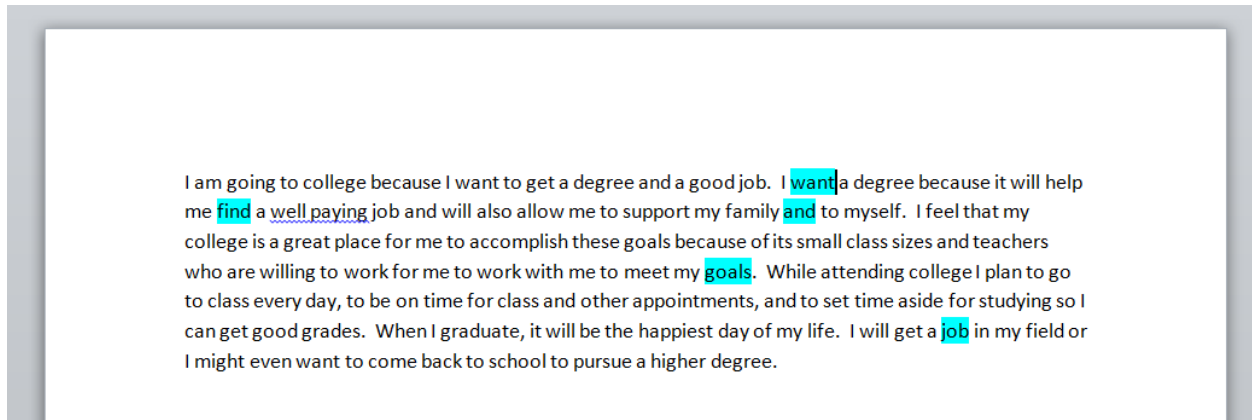 I am going to college because I want to get a degree and a good job.  I want a degree because it will help
me find a well paying job and will also allow me to support my family and to myself.  I feel that my
college is a great place for me to accomplish these goals because of its small class sizes and teachers
who are willing to work for me to work with me to meet my goals.  While attending college I plan to go
to class every day, to be on time for class and other appointments, and to set time aside for studying so I
can get good grades.  When I graduate, it will be the happiest day of my life.  I will get a job in my field or
I might even want to come back to school to pursue a higher degree.